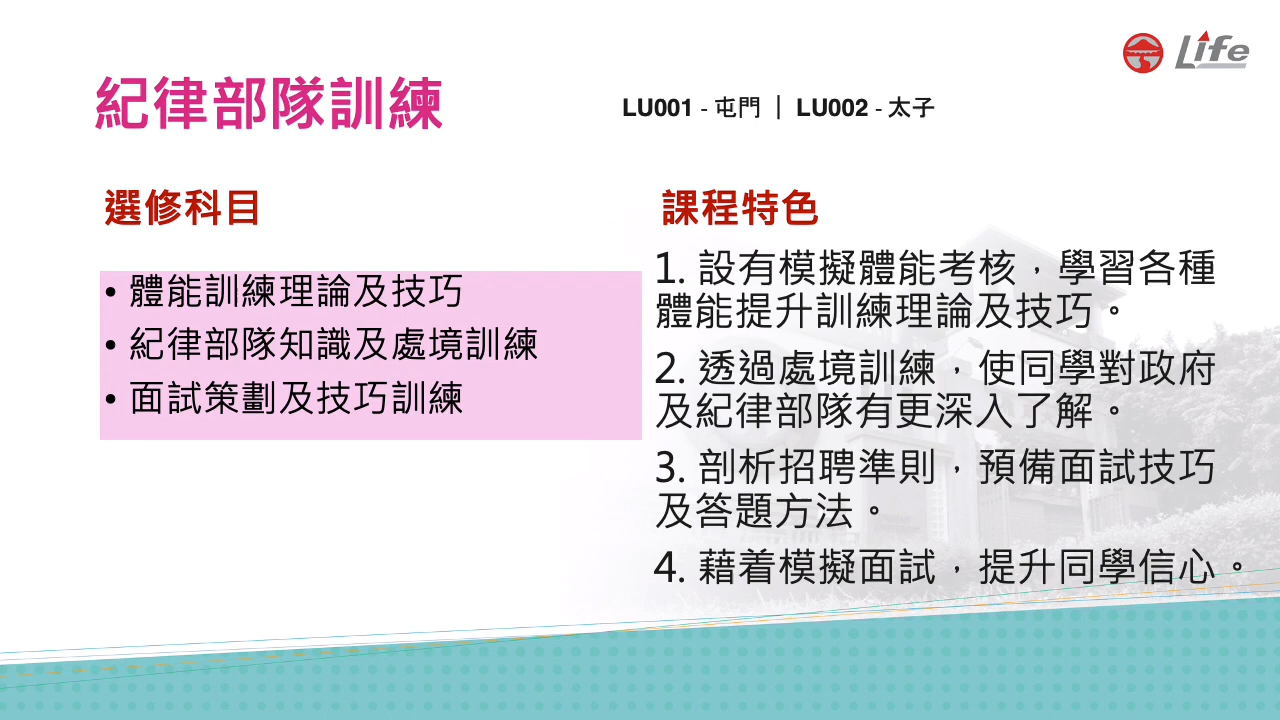 Life
紀律部隊訓練
LU001 - 屯門 ｜ LU002 - 太子
選修科目
• 體能訓練理論及技巧
• 紀律部隊知識及處境訓練
• 面試策劃及技巧訓練
課程特色
1. 設有模擬體能考核，學習各種
體能提升訓練理論及技巧。
2. 透過處境訓練，使同學對政府
及紀律部隊有更深入了解。
3. 剖析招聘準則，預備面試技巧
及答題方法。
4. 藉着模擬面試，提升同學信心。